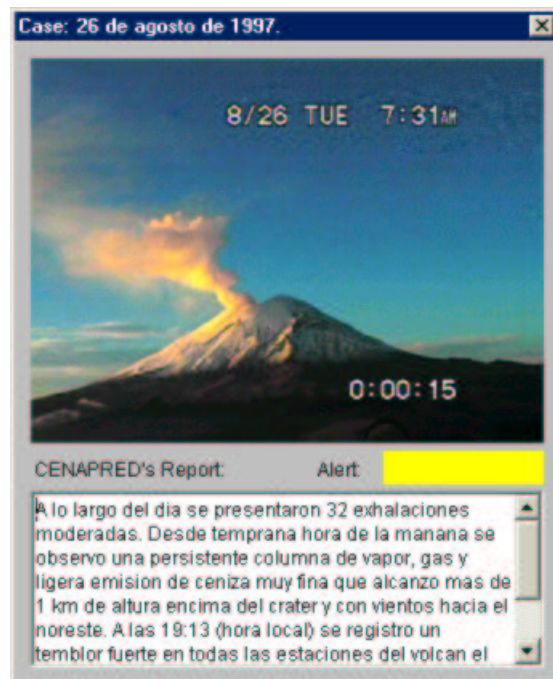 Case: 26 de agosto de 1997.
8/26 TUE 7:31AM
0:00:15
CENAPRED's Report: Alert:
A lo largo del dia se presentaron 32 exhalaciones
moderadas. Desde temprana hora de la manana se
observo una persistente columna de vapor, gas y
ligera emision de ceniza muy fina que alcanzo mas de
1 km de altura encima del crater y con vientos hacia el
noreste. A las 19:13 (hora local) se registro un
temblor fuerte en todas las estaciones del volcan el